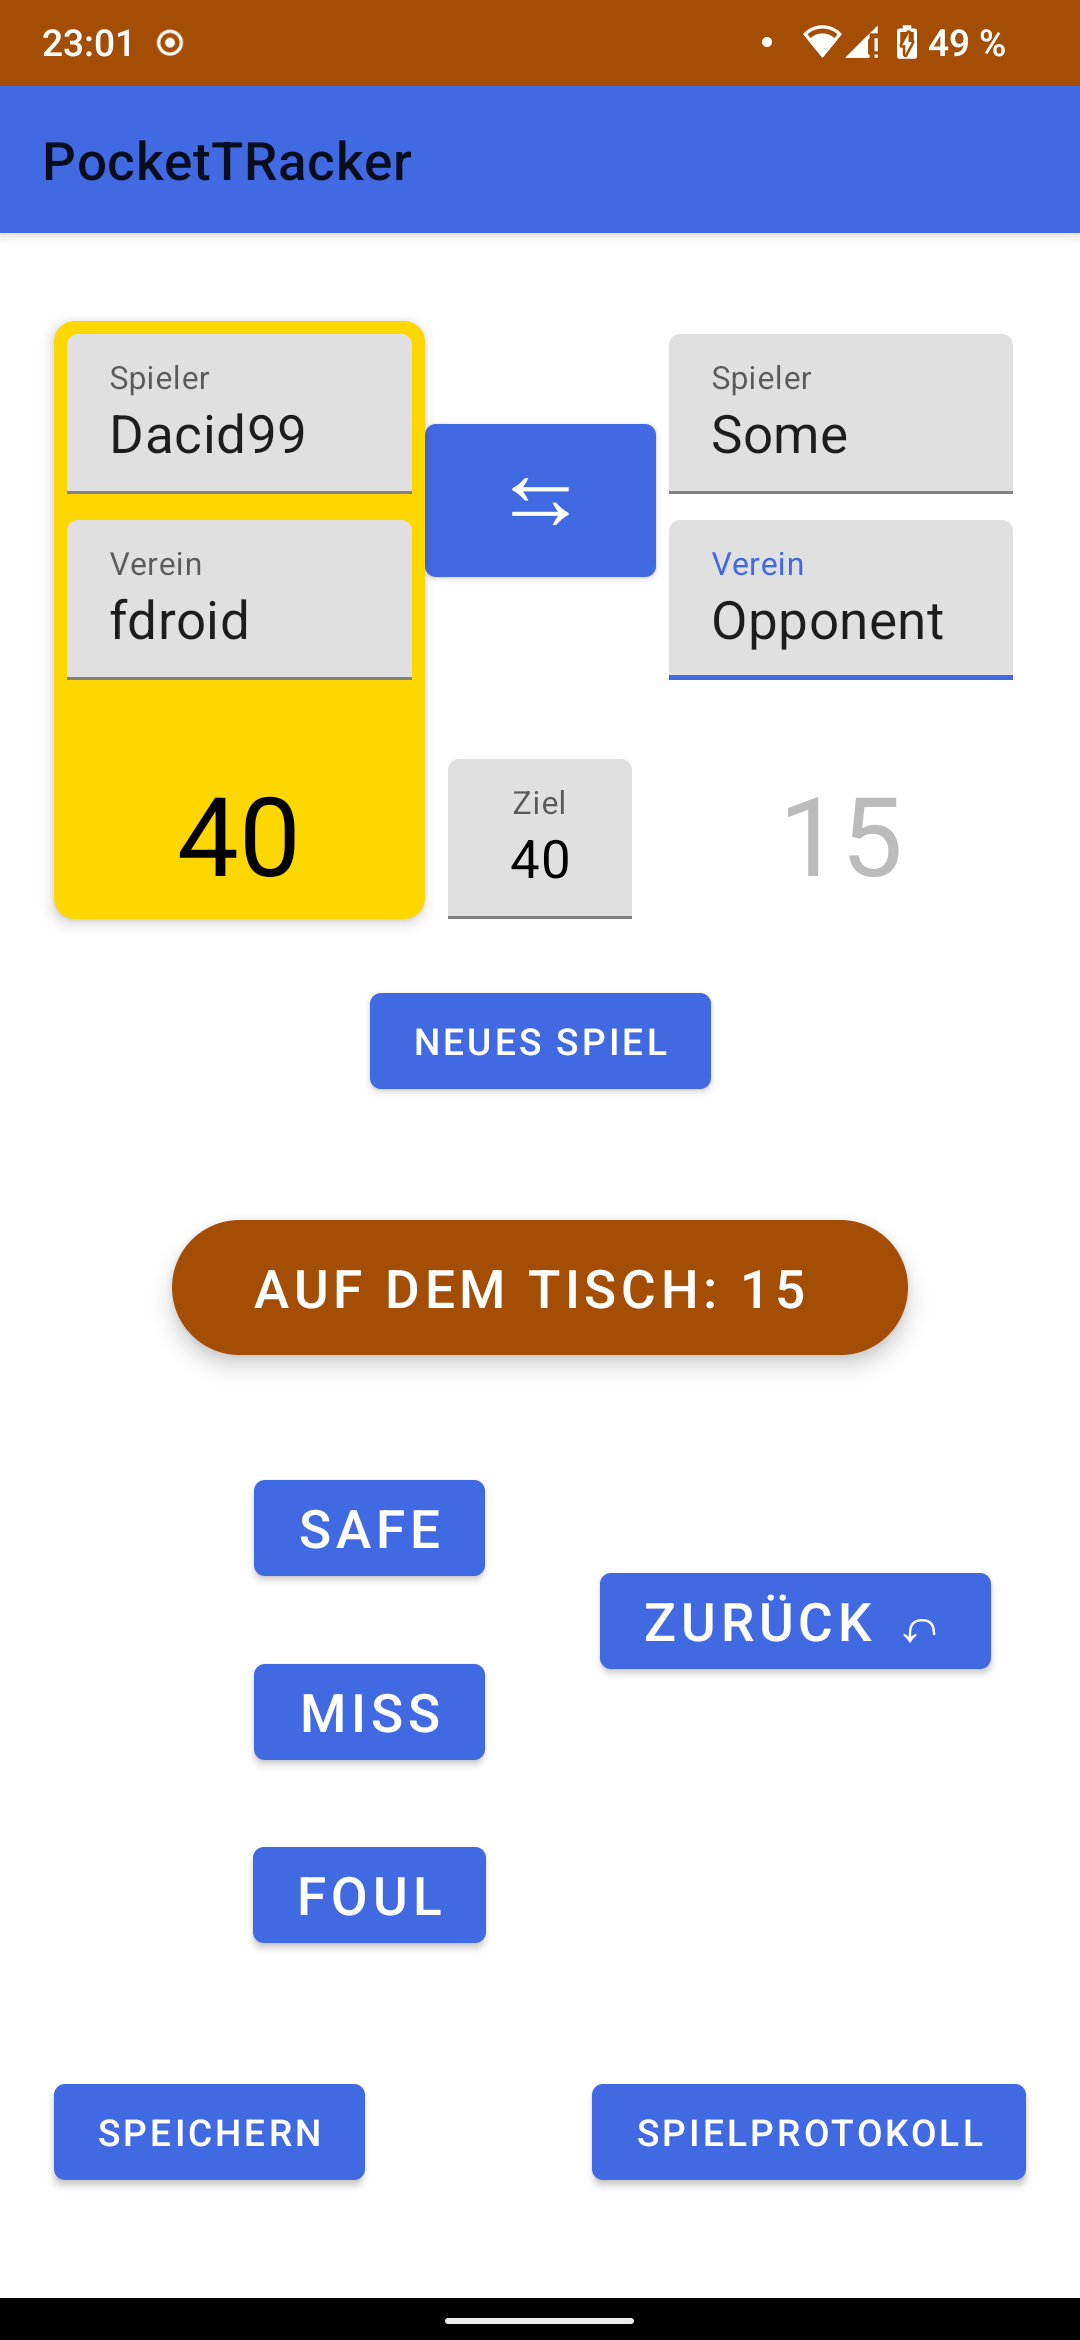 23:01 49 %
PocketTRacker
Spieler
Dacid99
Verein
fdroid
⇆
Spieler
Some
Verein
Opponent
40
Ziel
40
15
NEUES SPIEL
AUF DEM TISCH: 15
SAFE
ZURÜCK
MISS
FOUL
SPEICHERN
SPIELPROTOKOLL